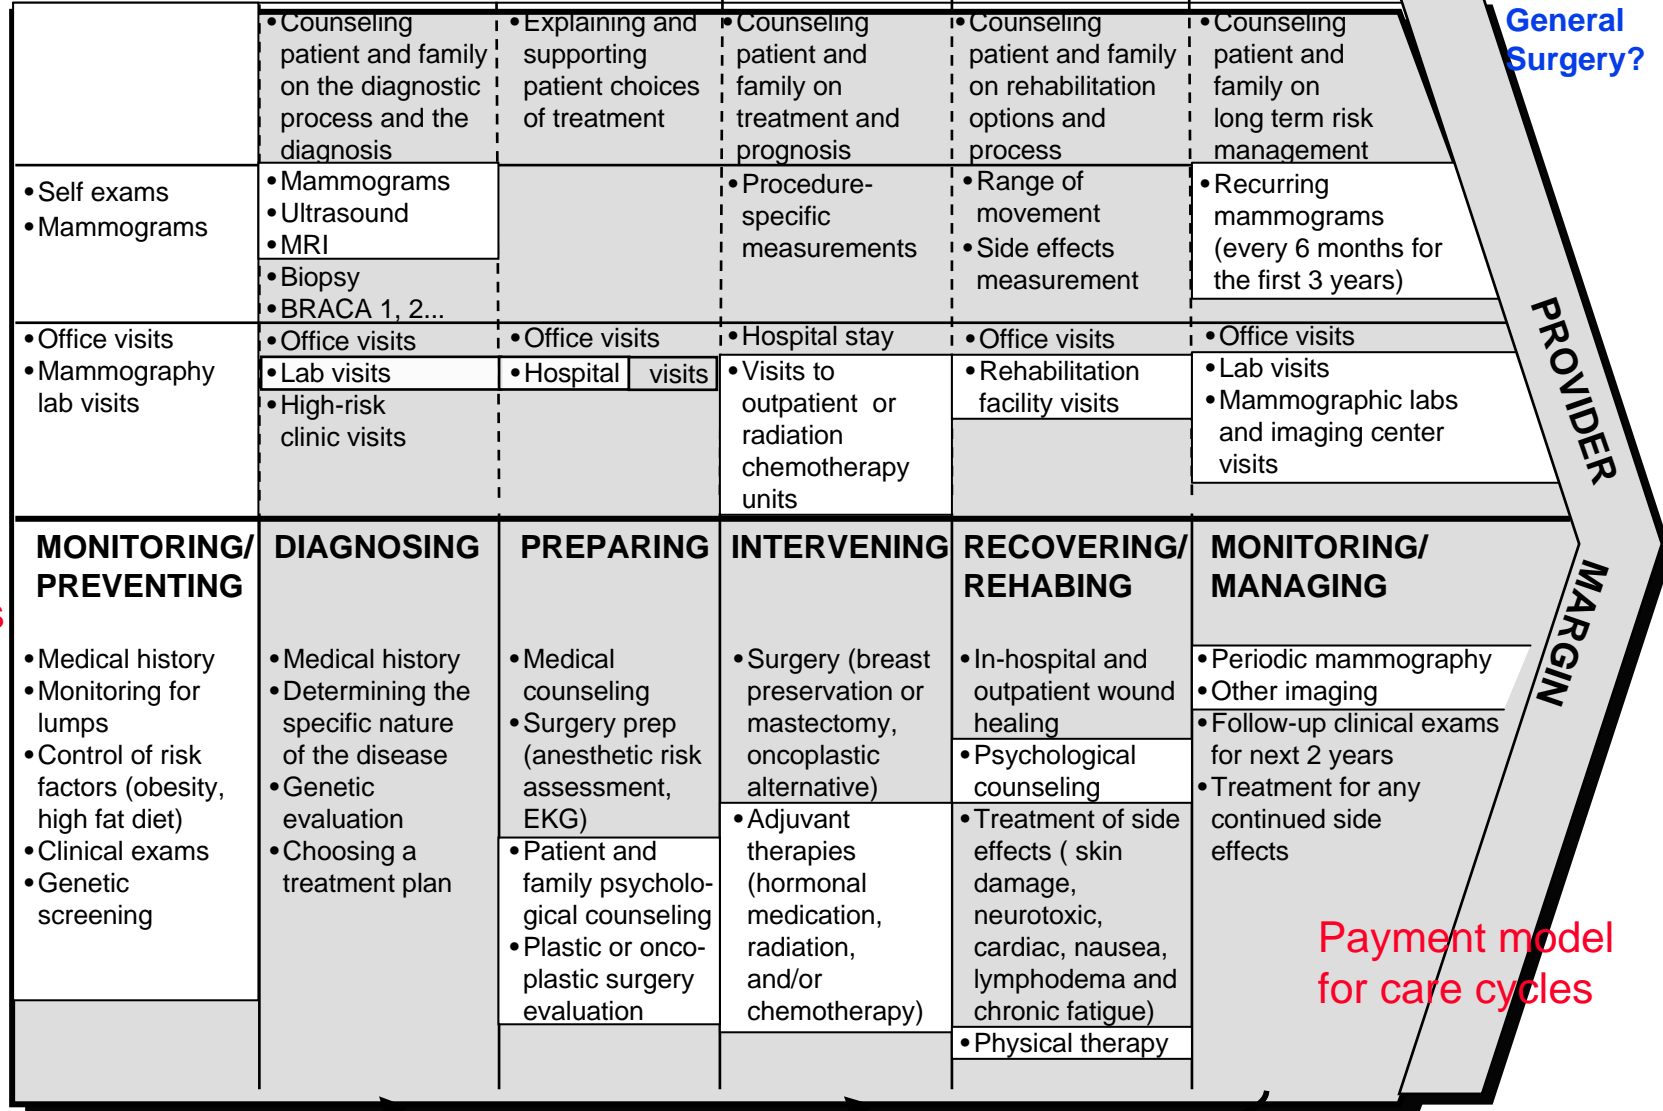 •Counseling
patient and family
on the diagnostic
process and the
diagnosis
•Explaining and
supporting
patient choices
of treatment
•Counseling
patient and
family on
treatment and
prognosis
•Counseling
patient and family
on rehabilitation
options and
process
•Counseling
patient and
family on
long term risk
management
General
Surgery?
•Self exams
•Mammograms
•Mammograms
•Ultrasound
•MRI
•Biopsy
•BRACA 1, 2...
•Procedure-
specific
measurements
•Range of
movement
•Side effects
measurement
•Recurring
mammograms
(every 6 months for
the first 3 years)
•Office visits
•Mammography
lab visits
•Office visits
•Lab visits
•High-risk
clinic visits
•Office visits
•Hospital visits
•Hospital stay
•Visits to
outpatient or
radiation
chemotherapy
units
•Office visits
•Rehabilitation
facility visits
•Office visits
•Lab visits
•Mammographic labs
and imaging center
visits
PROVIDER
MARGIN
MONITORING/
PREVENTING
DIAGNOSING
PREPARING
INTERVENING
RECOVERING/
REHABING
MONITORING/
MANAGING
s
•Medical history
•Monitoring for
lumps
•Control of risk
factors (obesity,
high fat diet)
•Clinical exams
•Genetic
screening
•Medical history
•Determining the
specific nature
of the disease
•Genetic
evaluation
•Choosing a
treatment plan
•Medical
counseling
•Surgery prep
(anesthetic risk
assessment,
EKG)
•Patient and
family psycholo-
gical counseling
•Plastic or onco-
plastic surgery
evaluation
•Surgery (breast
preservation or
mastectomy,
oncoplastic
alternative)
•Adjuvant
therapies
(hormonal
medication,
radiation,
and/or
chemotherapy)
•In-hospital and
outpatient wound
healing
•Psychological
counseling
•Treatment of side
effects ( skin
damage,
neurotoxic,
cardiac, nausea,
lymphodema and
chronic fatigue)
•Physical therapy
•Periodic mammography
•Other imaging
•Follow-up clinical exams
for next 2 years
•Treatment for any
continued side
effects
Payment model
for care cycles